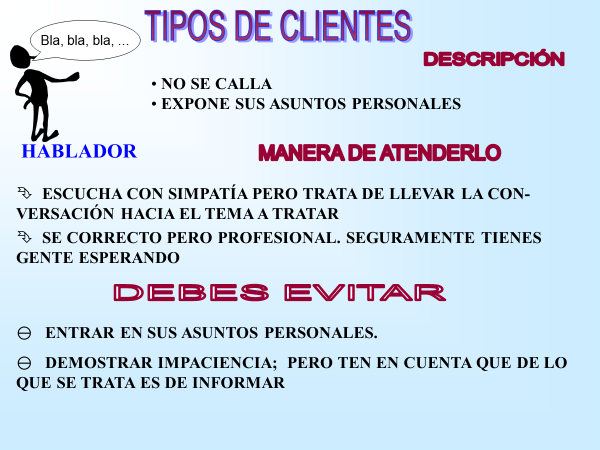 TIPOS DE CLIENTES
Bla, bla, bla, ...
DESCRIPCIÓN
• NO SE CALLA
• EXPONE SUS ASUNTOS PERSONALES
HABLADOR
MANERA DE ATENDERLO
ESCUCHA CON SIMPATÍA PERO TRATA DE LLEVAR LA CON-
VERSACIÓN HACIA EL TEMA A TRATAR
SE CORRECTO PERO PROFESIONAL. SEGURAMENTE TIENES
GENTE ESPERANDO
DEBES EVITAR
ENTRAR EN SUS ASUNTOS PERSONALES.
DEMOSTRAR IMPACIENCIA; PERO TEN EN CUENTA QUE DE LO
QUE SE TRATA ES DE INFORMAR